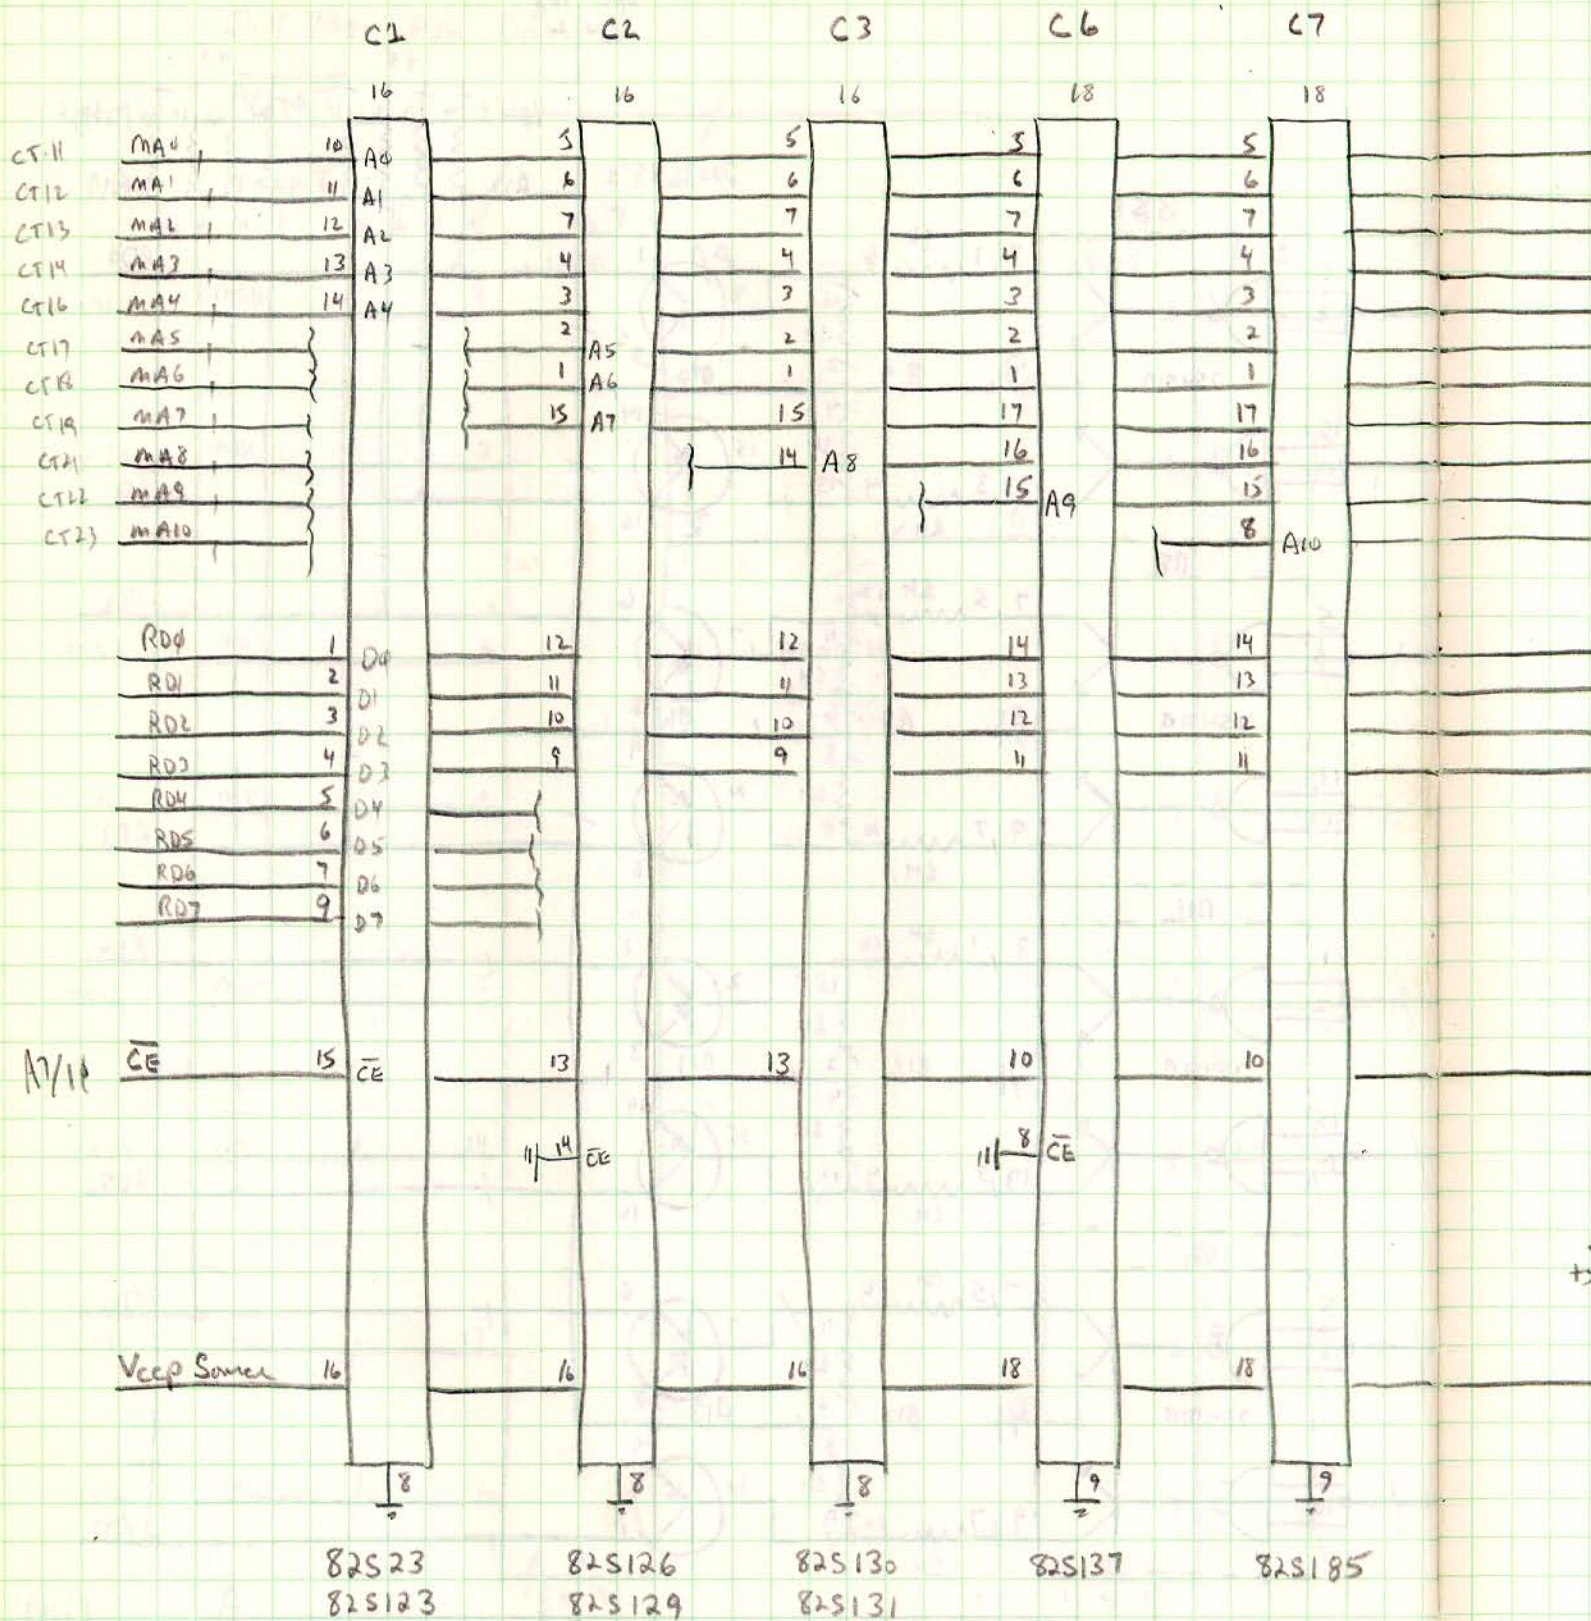 C1 C2 C3 C6 C7
16 16 16 18 18
CT11 MA0 10 A0 5 5 5 5
CT12 MA1 11 A1 6 6 6 6
CT13 MA2 12 A2 7 7 7 7
CT14 MA3 13 A3 4 4 4 4
CT16 MA4 14 A4 3 3 3 3
CT17 MA5 2 A5 2 2 2
CT18 MA6 1 A6 1 1 1
CT19 MA7 15 A7 15 17 17
CT21 MA8 14 A8 16 16
CT22 MA9 15 A9 15
CT23 MA10 8 A10
RD0 1 D0 12 12 14 14
RD1 2 D1 11 11 13 13
RD2 3 D2 10 10 12 12
RD3 4 D3 9 9 11 11
RD4 5 D4
RD5 6 D5
RD6 7 D6
RD7 9 D7
CE 15 CE 13 13 10 10
14 CE 8 CE
Vccp Source 16 16 16 18 18
8 8 8 9 9
82S23 82S126 82S130 82S137 82S185
82S123 82S129 82S131